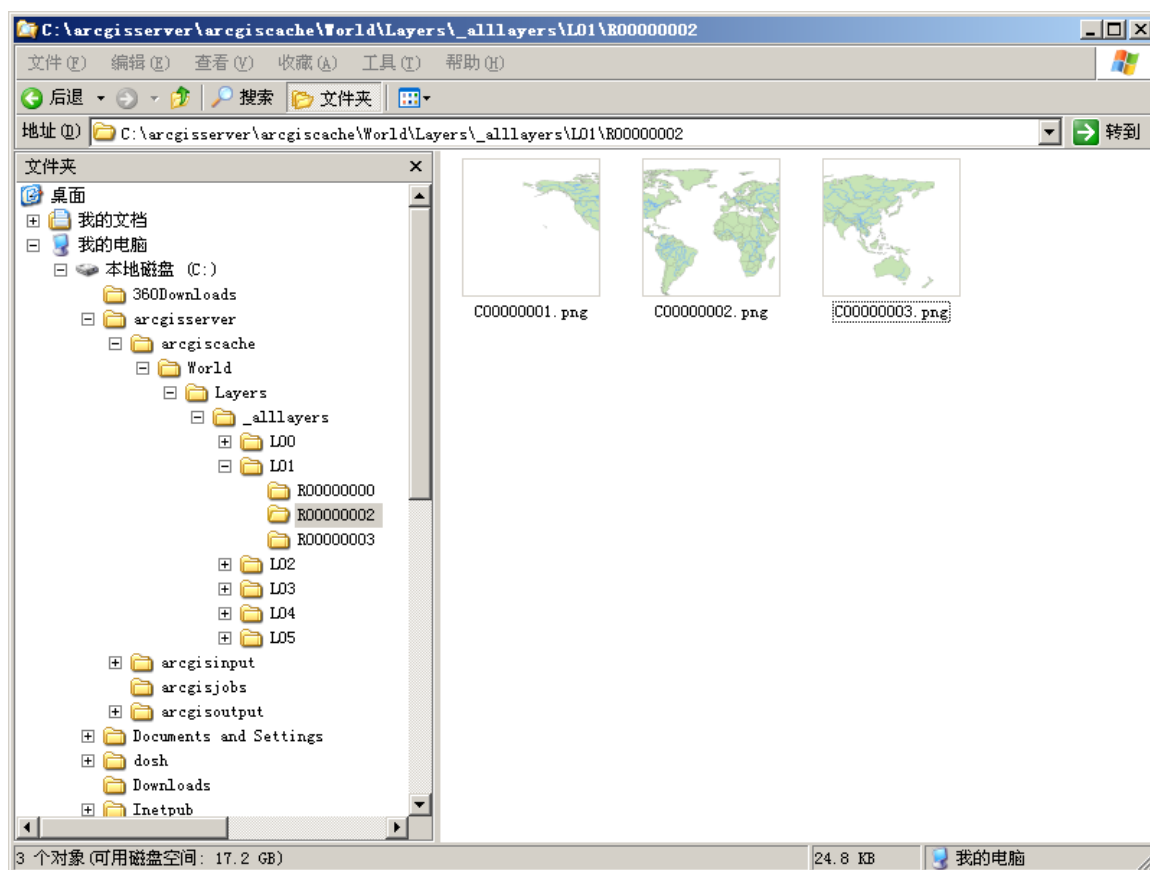 C:\arcgisserver\arcgiscache\World\Layers\_alllayers\L01\R00000002
文件(F) 编辑(E) 查看(V) 收藏(A) 工具(T) 帮助(H)
后退 搜索 文件夹
地址(D) C:\arcgisserver\arcgiscache\World\Layers\_alllayers\L01\R00000002 转到
文件夹
桌面
我的文档
我的电脑
本地磁盘 (C:)
360Downloads
arcgisserver
arcgiscache
World
Layers
_alllayers
L00
L01
R00000000
R00000002
R00000003
L02
L03
L04
L05
arcgisinput
arcgisjobs
arcgisoutput
Documents and Settings
dosh
Downloads
Inetpub
C00000001.png C00000002.png C00000003.png
3 个对象(可用磁盘空间: 17.2 GB) 24.8 KB 我的电脑